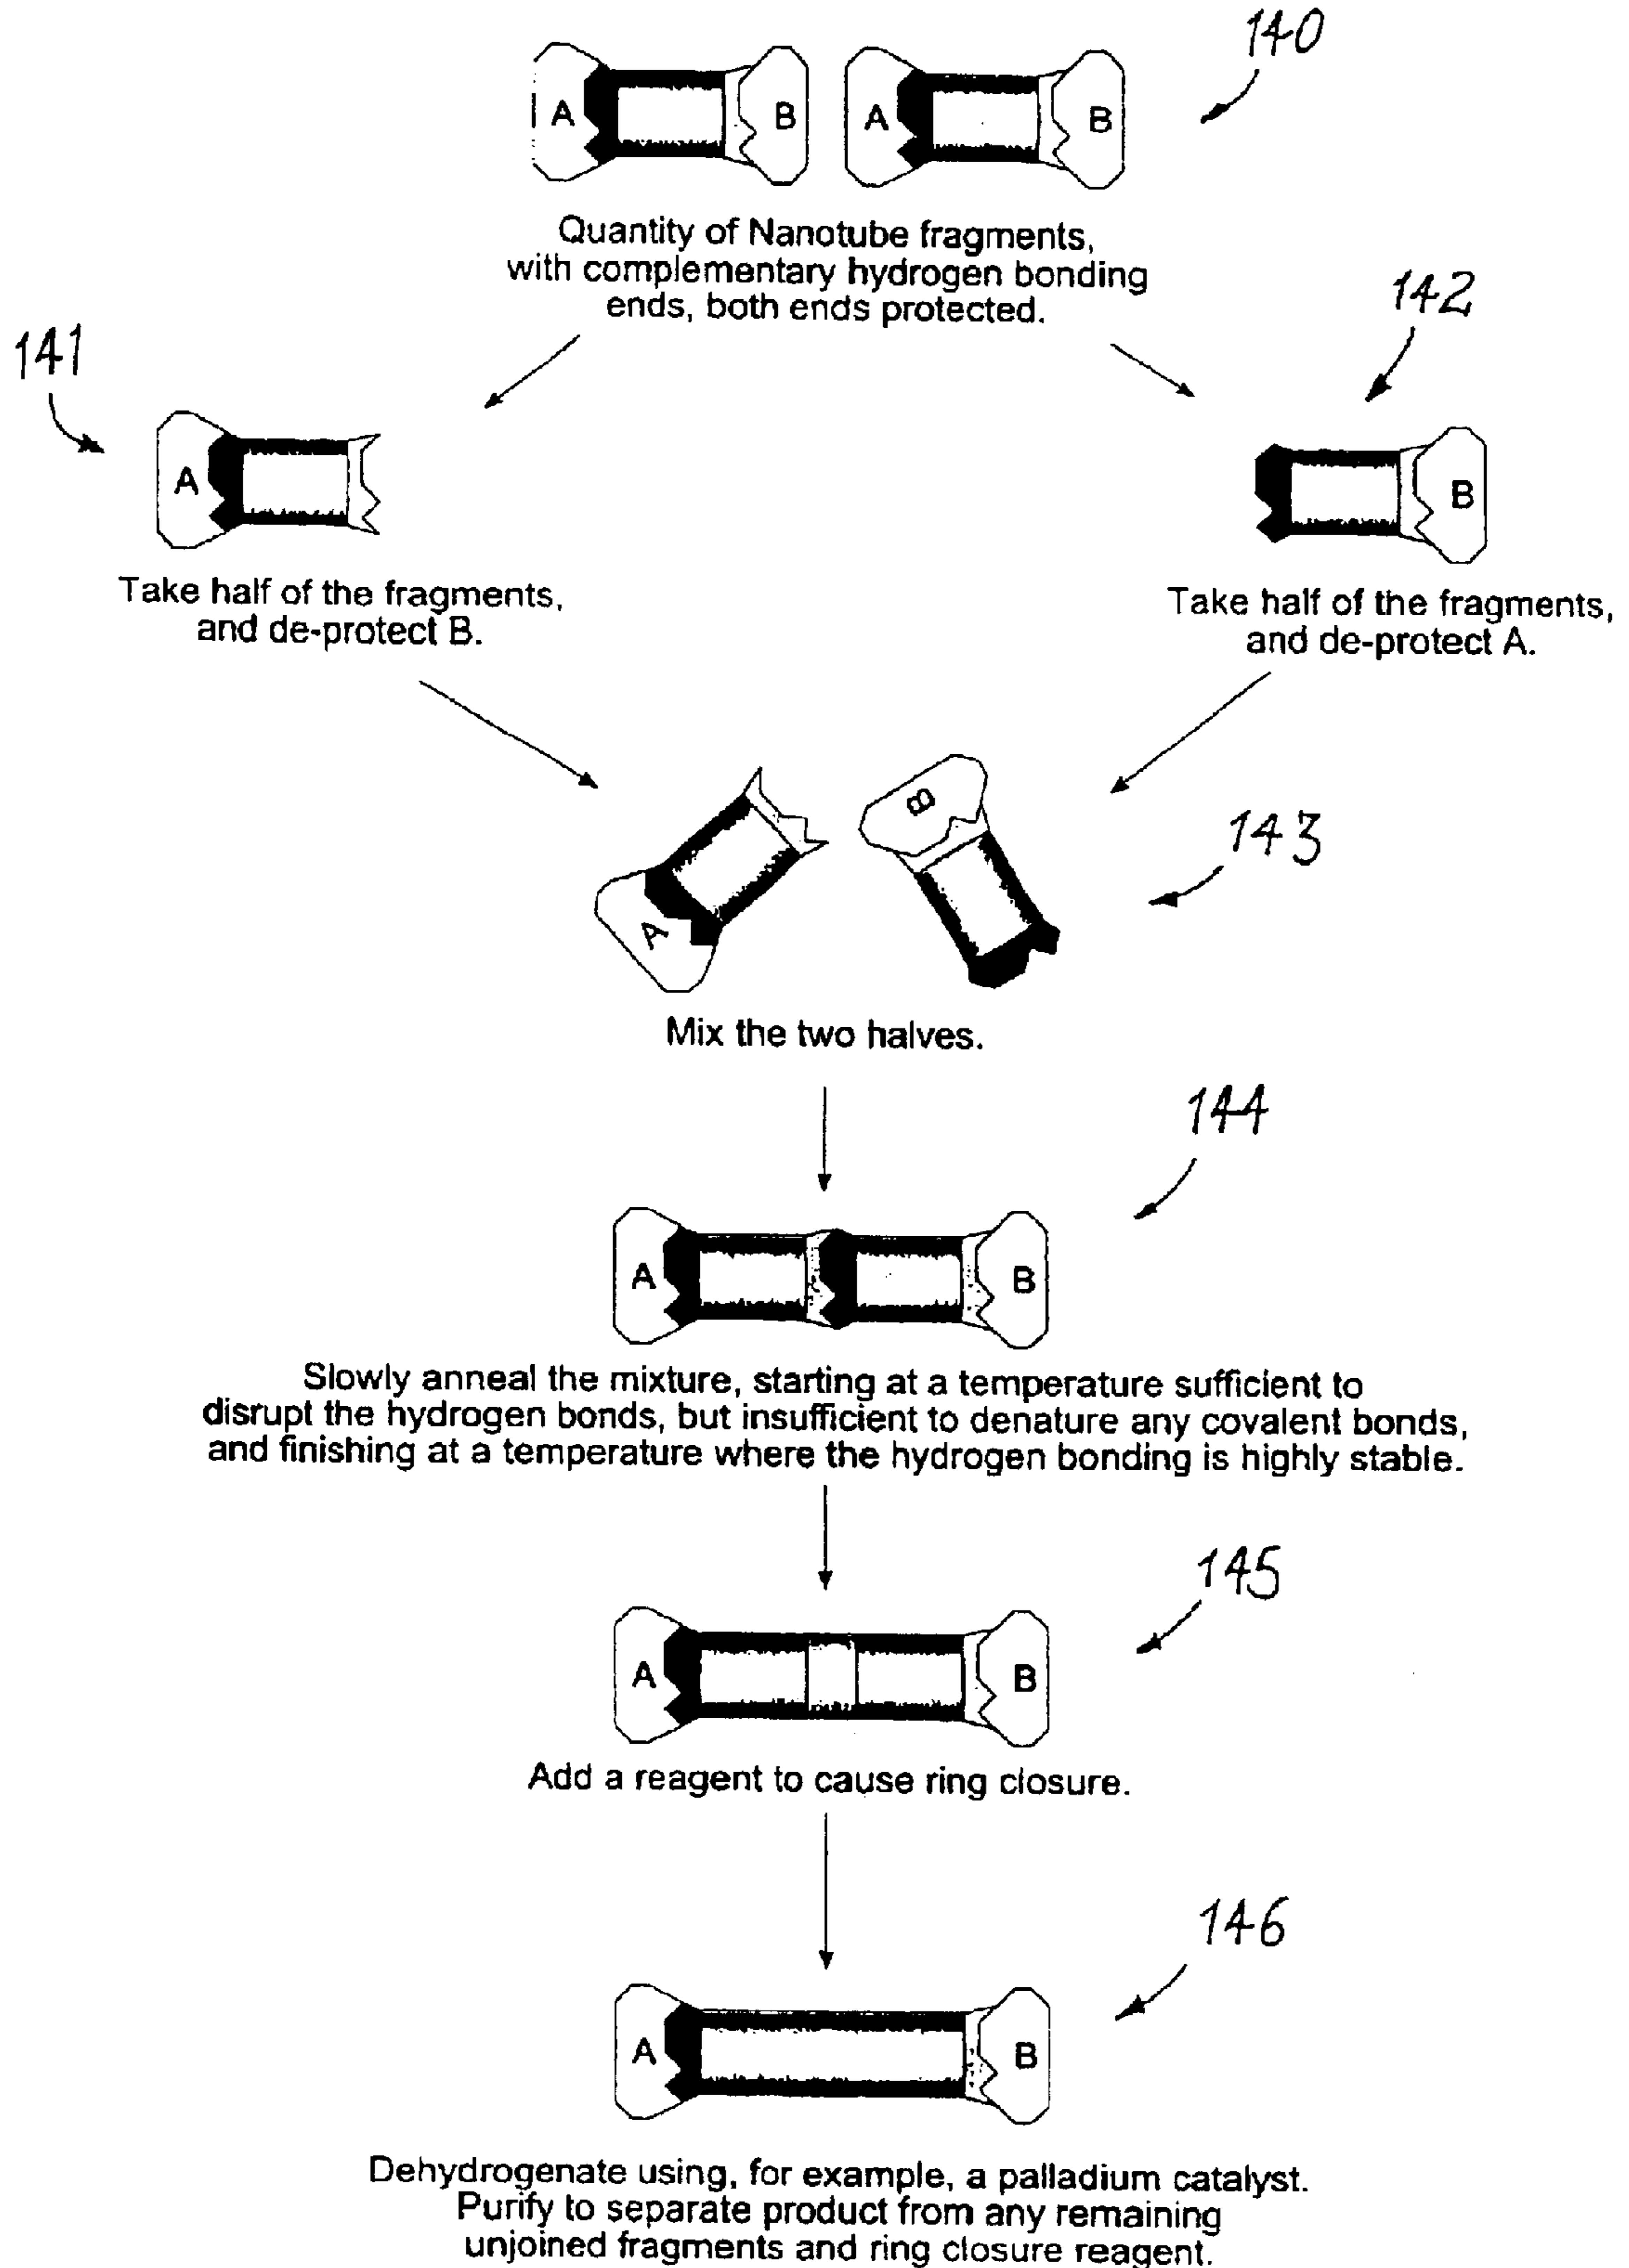 140
A B A B
Quantity of Nanotube fragments,
with complementary hydrogen bonding
ends, both ends protected.
141
142
A
B
Take half of the fragments,
and de-protect B.
Take half of the fragments,
and de-protect A.
143
A
B
Mix the two halves.
144
A B
Slowly anneal the mixture, starting at a temperature sufficient to
disrupt the hydrogen bonds, but insufficient to denature any covalent bonds,
and finishing at a temperature where the hydrogen bonding is highly stable.
145
A B
Add a reagent to cause ring closure.
146
A B
Dehydrogenate using, for example, a palladium catalyst.
Purify to separate product from any remaining
unjoined fragments and ring closure reagent.